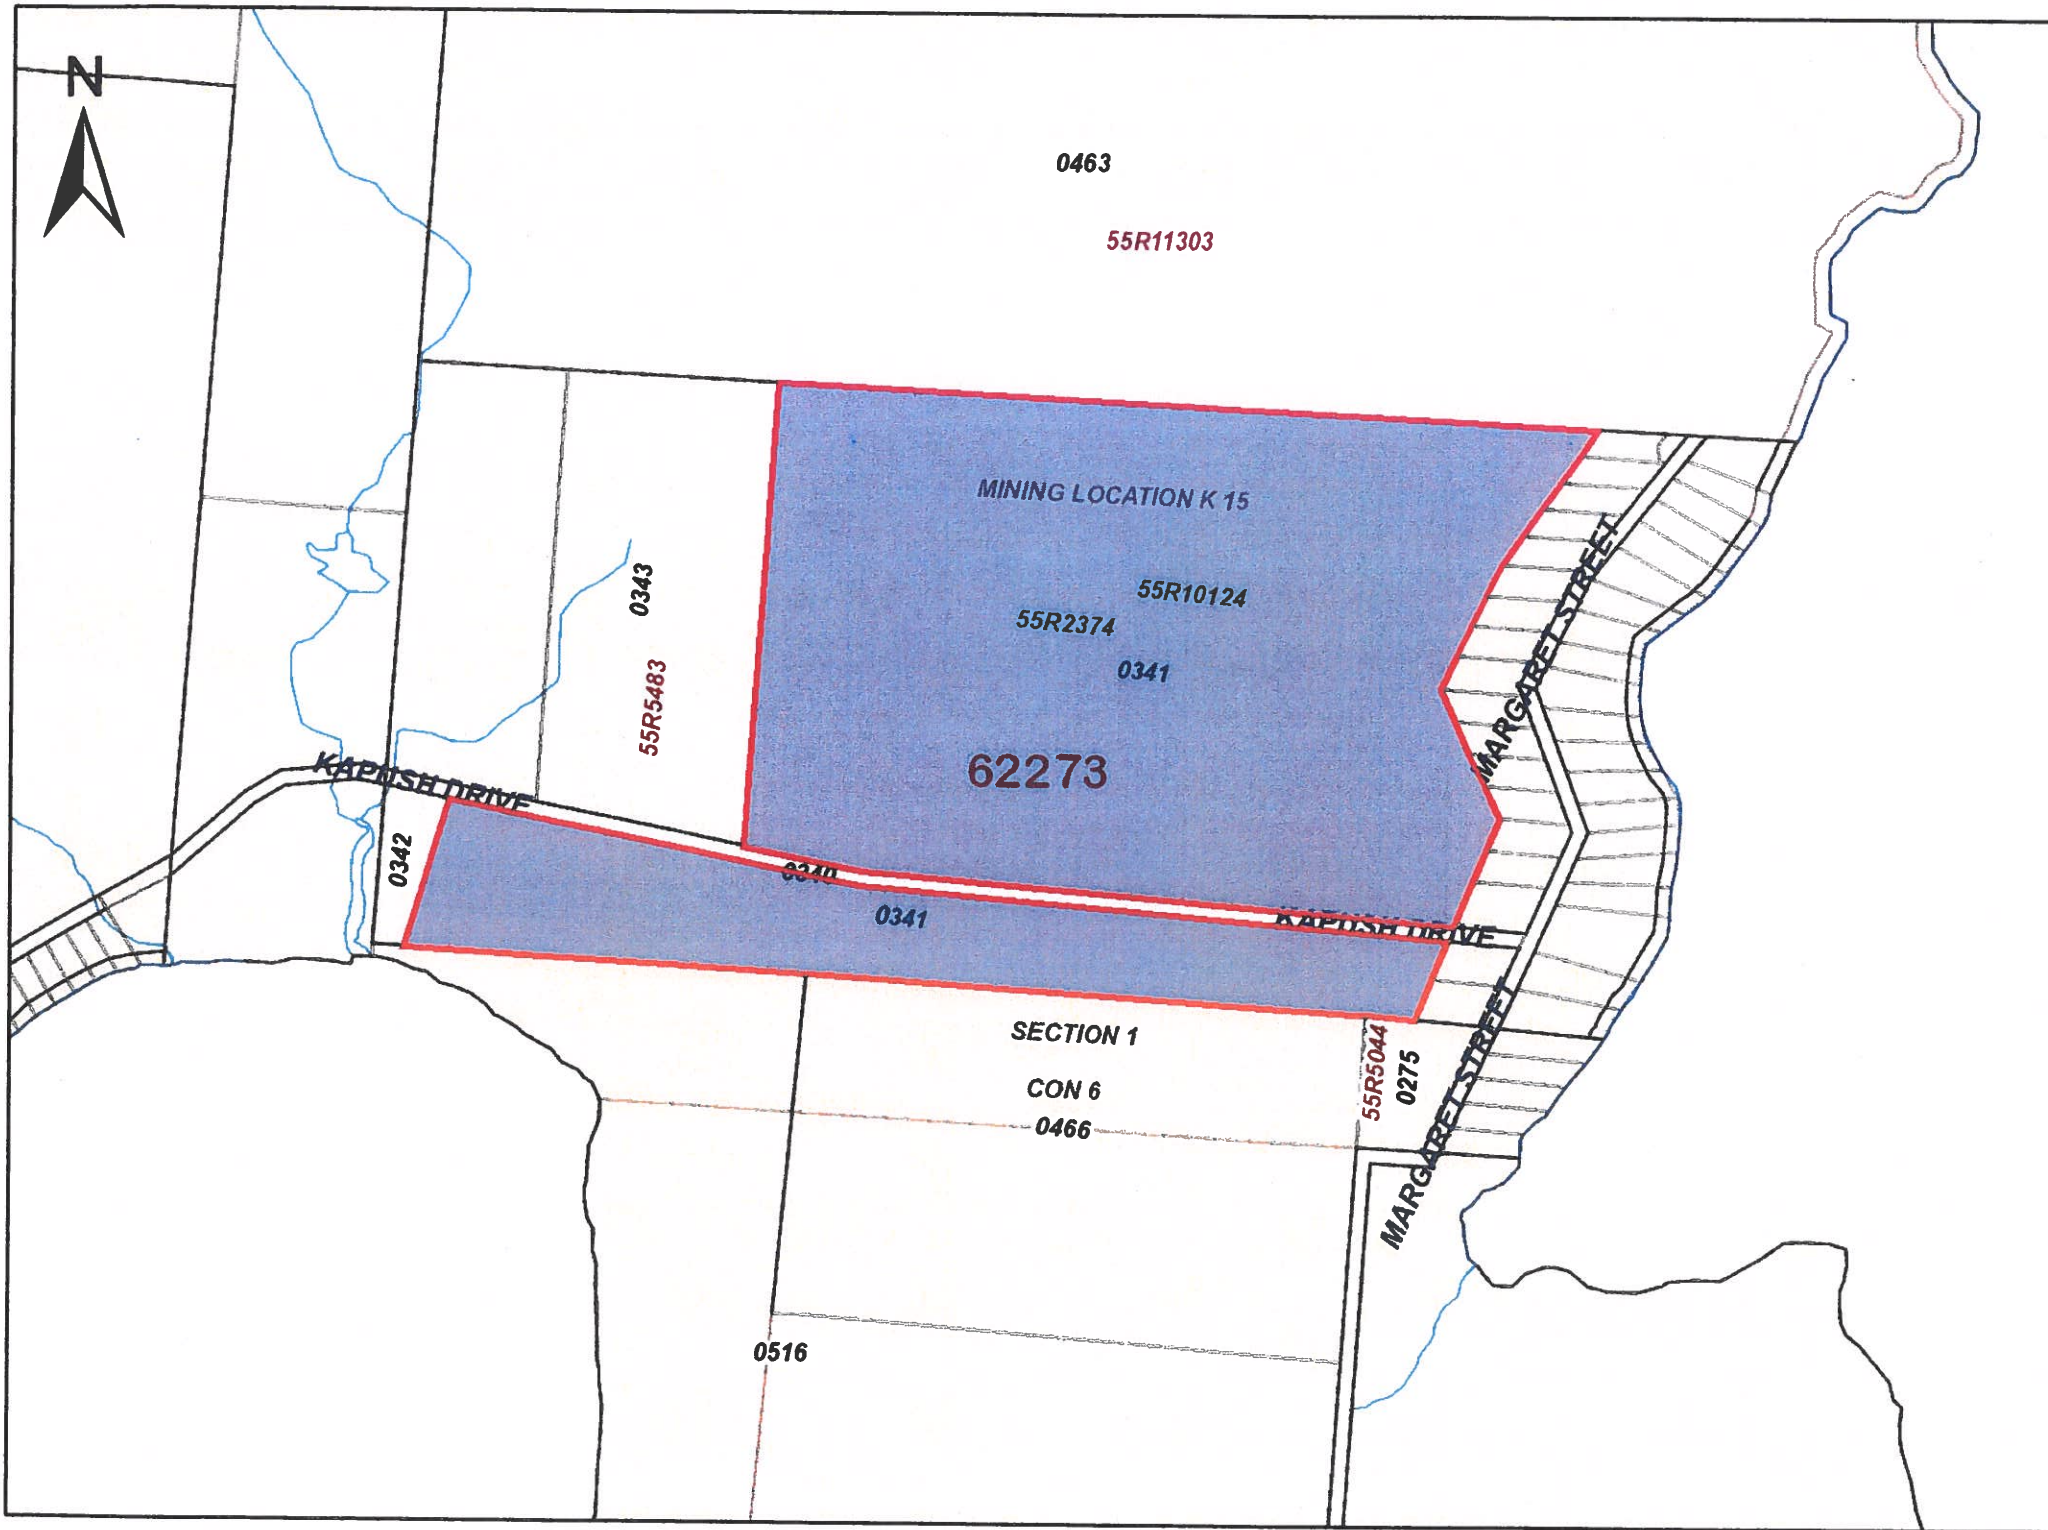 N
0463
55R11303
MINING LOCATION K 15
55R10124
0343
55R2374
0341
55R5483
MARGARET STREET
62273
KAPUSH DRIVE
0342
0340
0341
KAPUSH DRIVE
SECTION 1
55R5044
0275
CON 6
0466
MARGARET STREET
0516